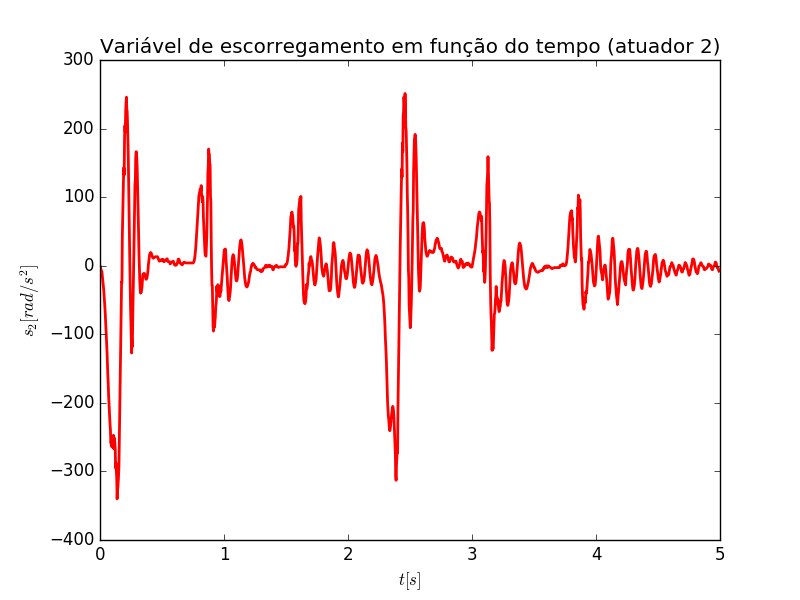 Variável de escorregamento em função do tempo (atuador 2)
300
200
100
0
−100
−200
−300
−400
s₂[rad/s²]
0 1 2 3 4 5
t[s]